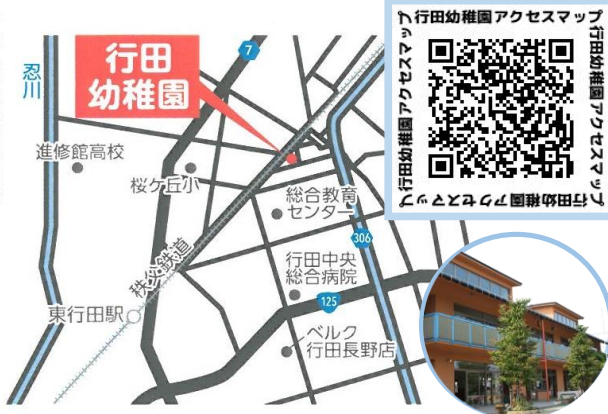 行田幼稚園アクセスマップ
行田幼稚園アクセスマップ
行田幼稚園アクセスマップ
行田幼稚園アクセスマップ
7
行田
幼稚園
忍川
進修館高校
桜ケ丘小
総合教育
センター
306
秩父鉄道
行田中央
総合病院
125
東行田駅
ベルク
行田長野店